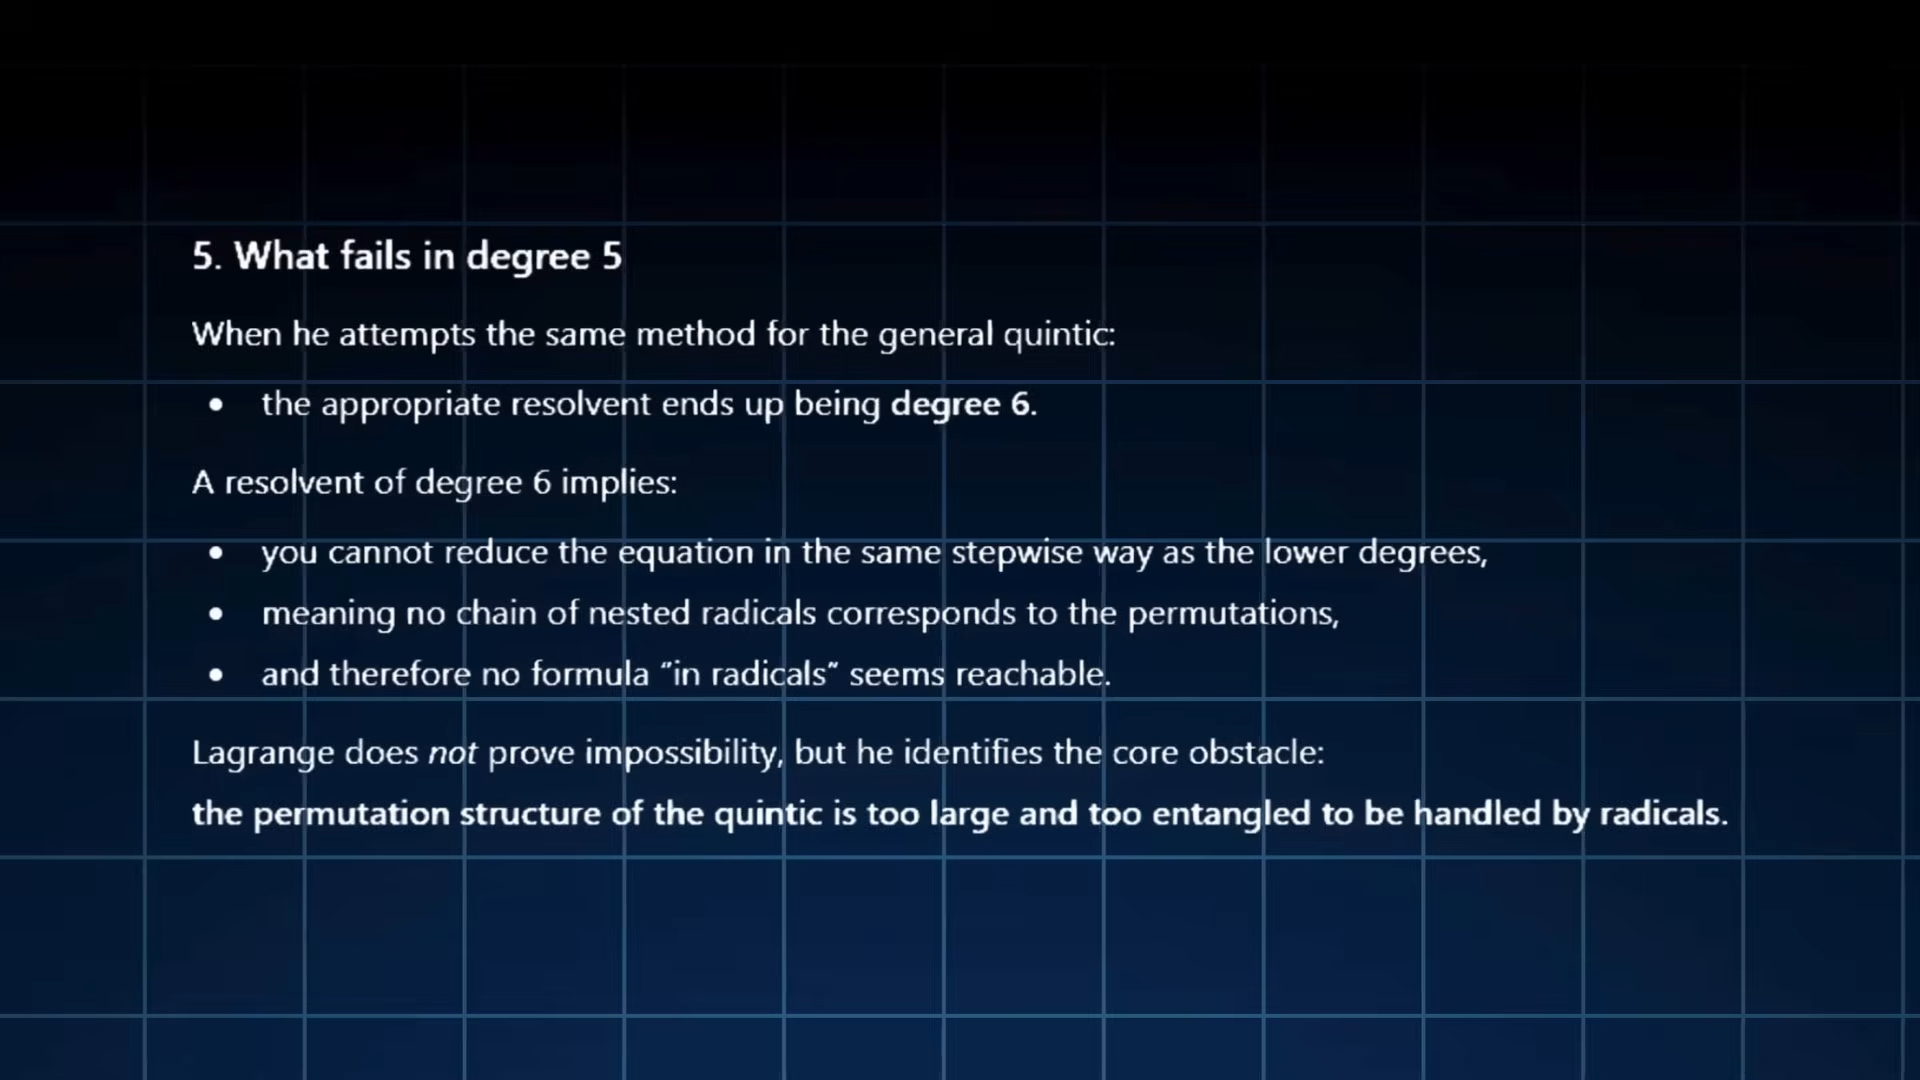 5. What fails in degree 5
When he attempts the same method for the general quintic:
• the appropriate resolvent ends up being degree 6.
A resolvent of degree 6 implies:
• you cannot reduce the equation in the same stepwise way as the lower degrees,
• meaning no chain of nested radicals corresponds to the permutations,
• and therefore no formula “in radicals” seems reachable.
Lagrange does not prove impossibility, but he identifies the core obstacle:
the permutation structure of the quintic is too large and too entangled to be handled by radicals.